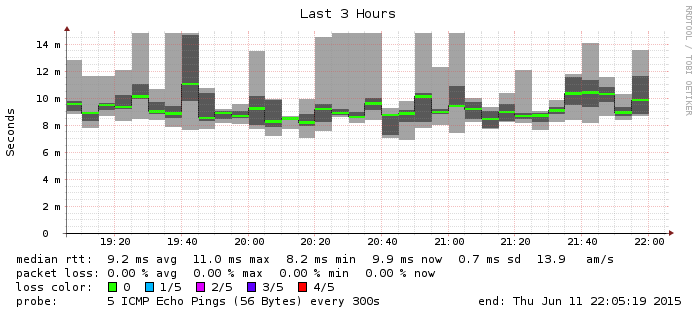 Last 3 Hours
RRDTOOL / TOBI OETIKER
Seconds
14 m
12 m
10 m
8 m
6 m
4 m
2 m
0
19:20 19:40 20:00 20:20 20:40 21:00 21:20 21:40 22:00
median rtt: 9.2 ms avg 11.0 ms max 8.2 ms min 9.9 ms now 0.7 ms sd 13.9 am/s
packet loss: 0.00 % avg 0.00 % max 0.00 % min 0.00 % now
loss color: 0 1/5 2/5 3/5 4/5
probe: 5 ICMP Echo Pings (56 Bytes) every 300s end: Thu Jun 11 22:05:19 2015